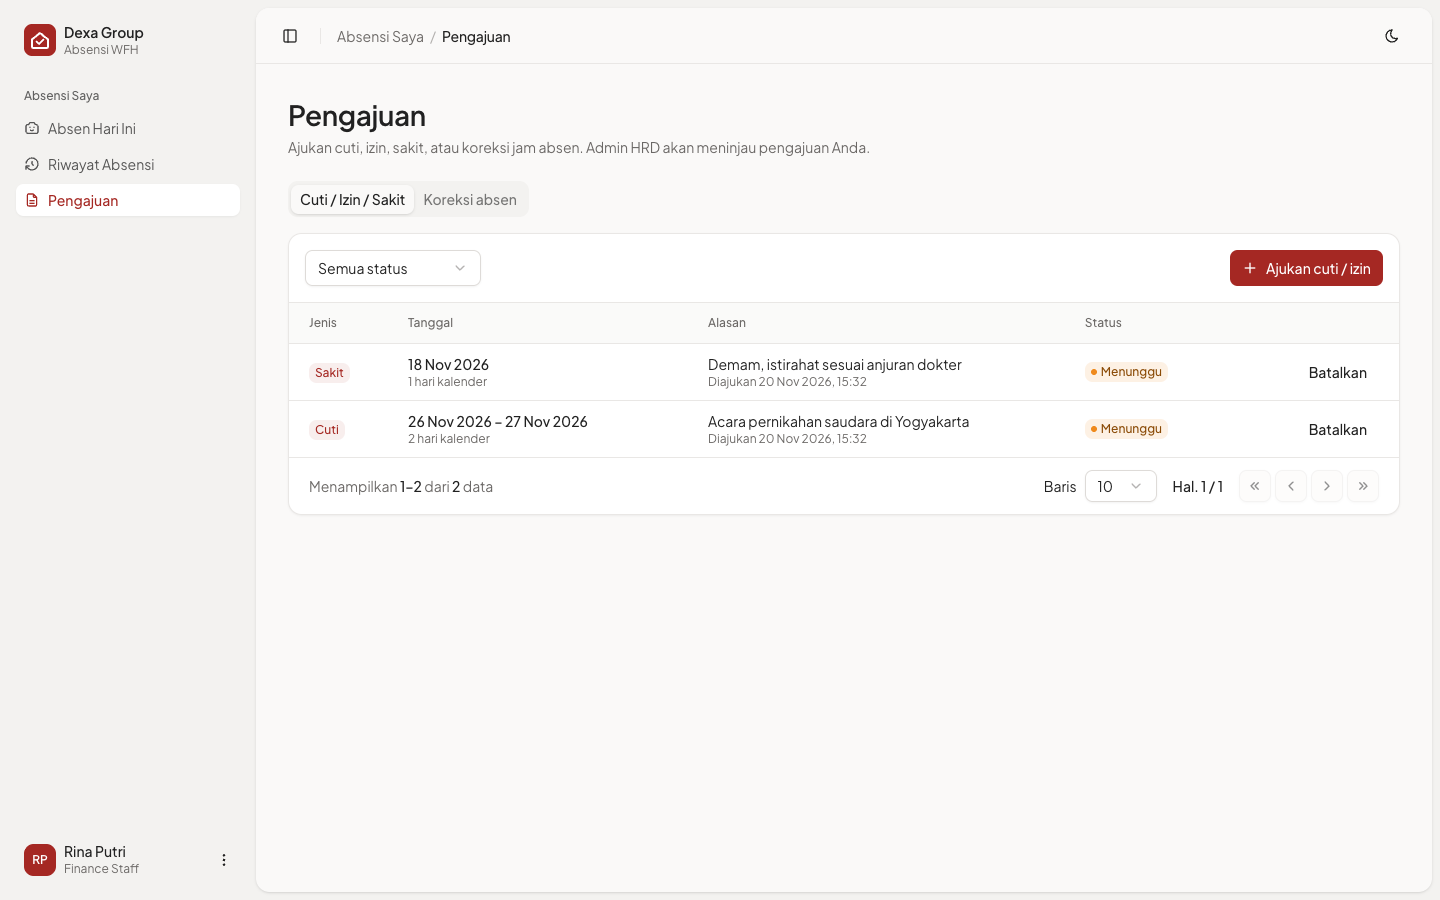 Dexa Group
Absensi WFH
Absensi Saya
Absen Hari Ini
Riwayat Absensi
Pengajuan
Rina Putri
RP
Finance Staff
Absensi Saya / Pengajuan
Pengajuan
Ajukan cuti, izin, sakit, atau koreksi jam absen. Admin HRD akan meninjau pengajuan Anda.
Cuti / Izin / Sakit Koreksi absen
Semua status
Ajukan cuti / izin
Jenis Tanggal Alasan Status
Sakit 18 Nov 2026 Demam, istirahat sesuai anjuran dokter Menunggu Batalkan
1 hari kalender Diajukan 20 Nov 2026, 15:32
Cuti 26 Nov 2026 – 27 Nov 2026 Acara pernikahan saudara di Yogyakarta Menunggu Batalkan
2 hari kalender Diajukan 20 Nov 2026, 15:32
Menampilkan 1–2 dari 2 data Baris 10 Hal. 1 / 1